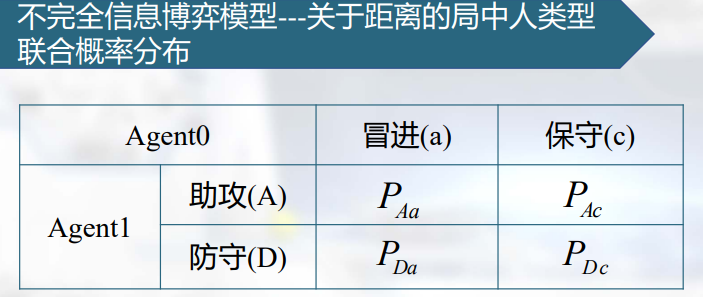 不完全信息博弈模型---关于距离的局中人类型
联合概率分布
Agent0 冒进(a) 保守(c)
Agent1 助攻(A) P_{Aa} P_{Ac}
防守(D) P_{Da} P_{Dc}